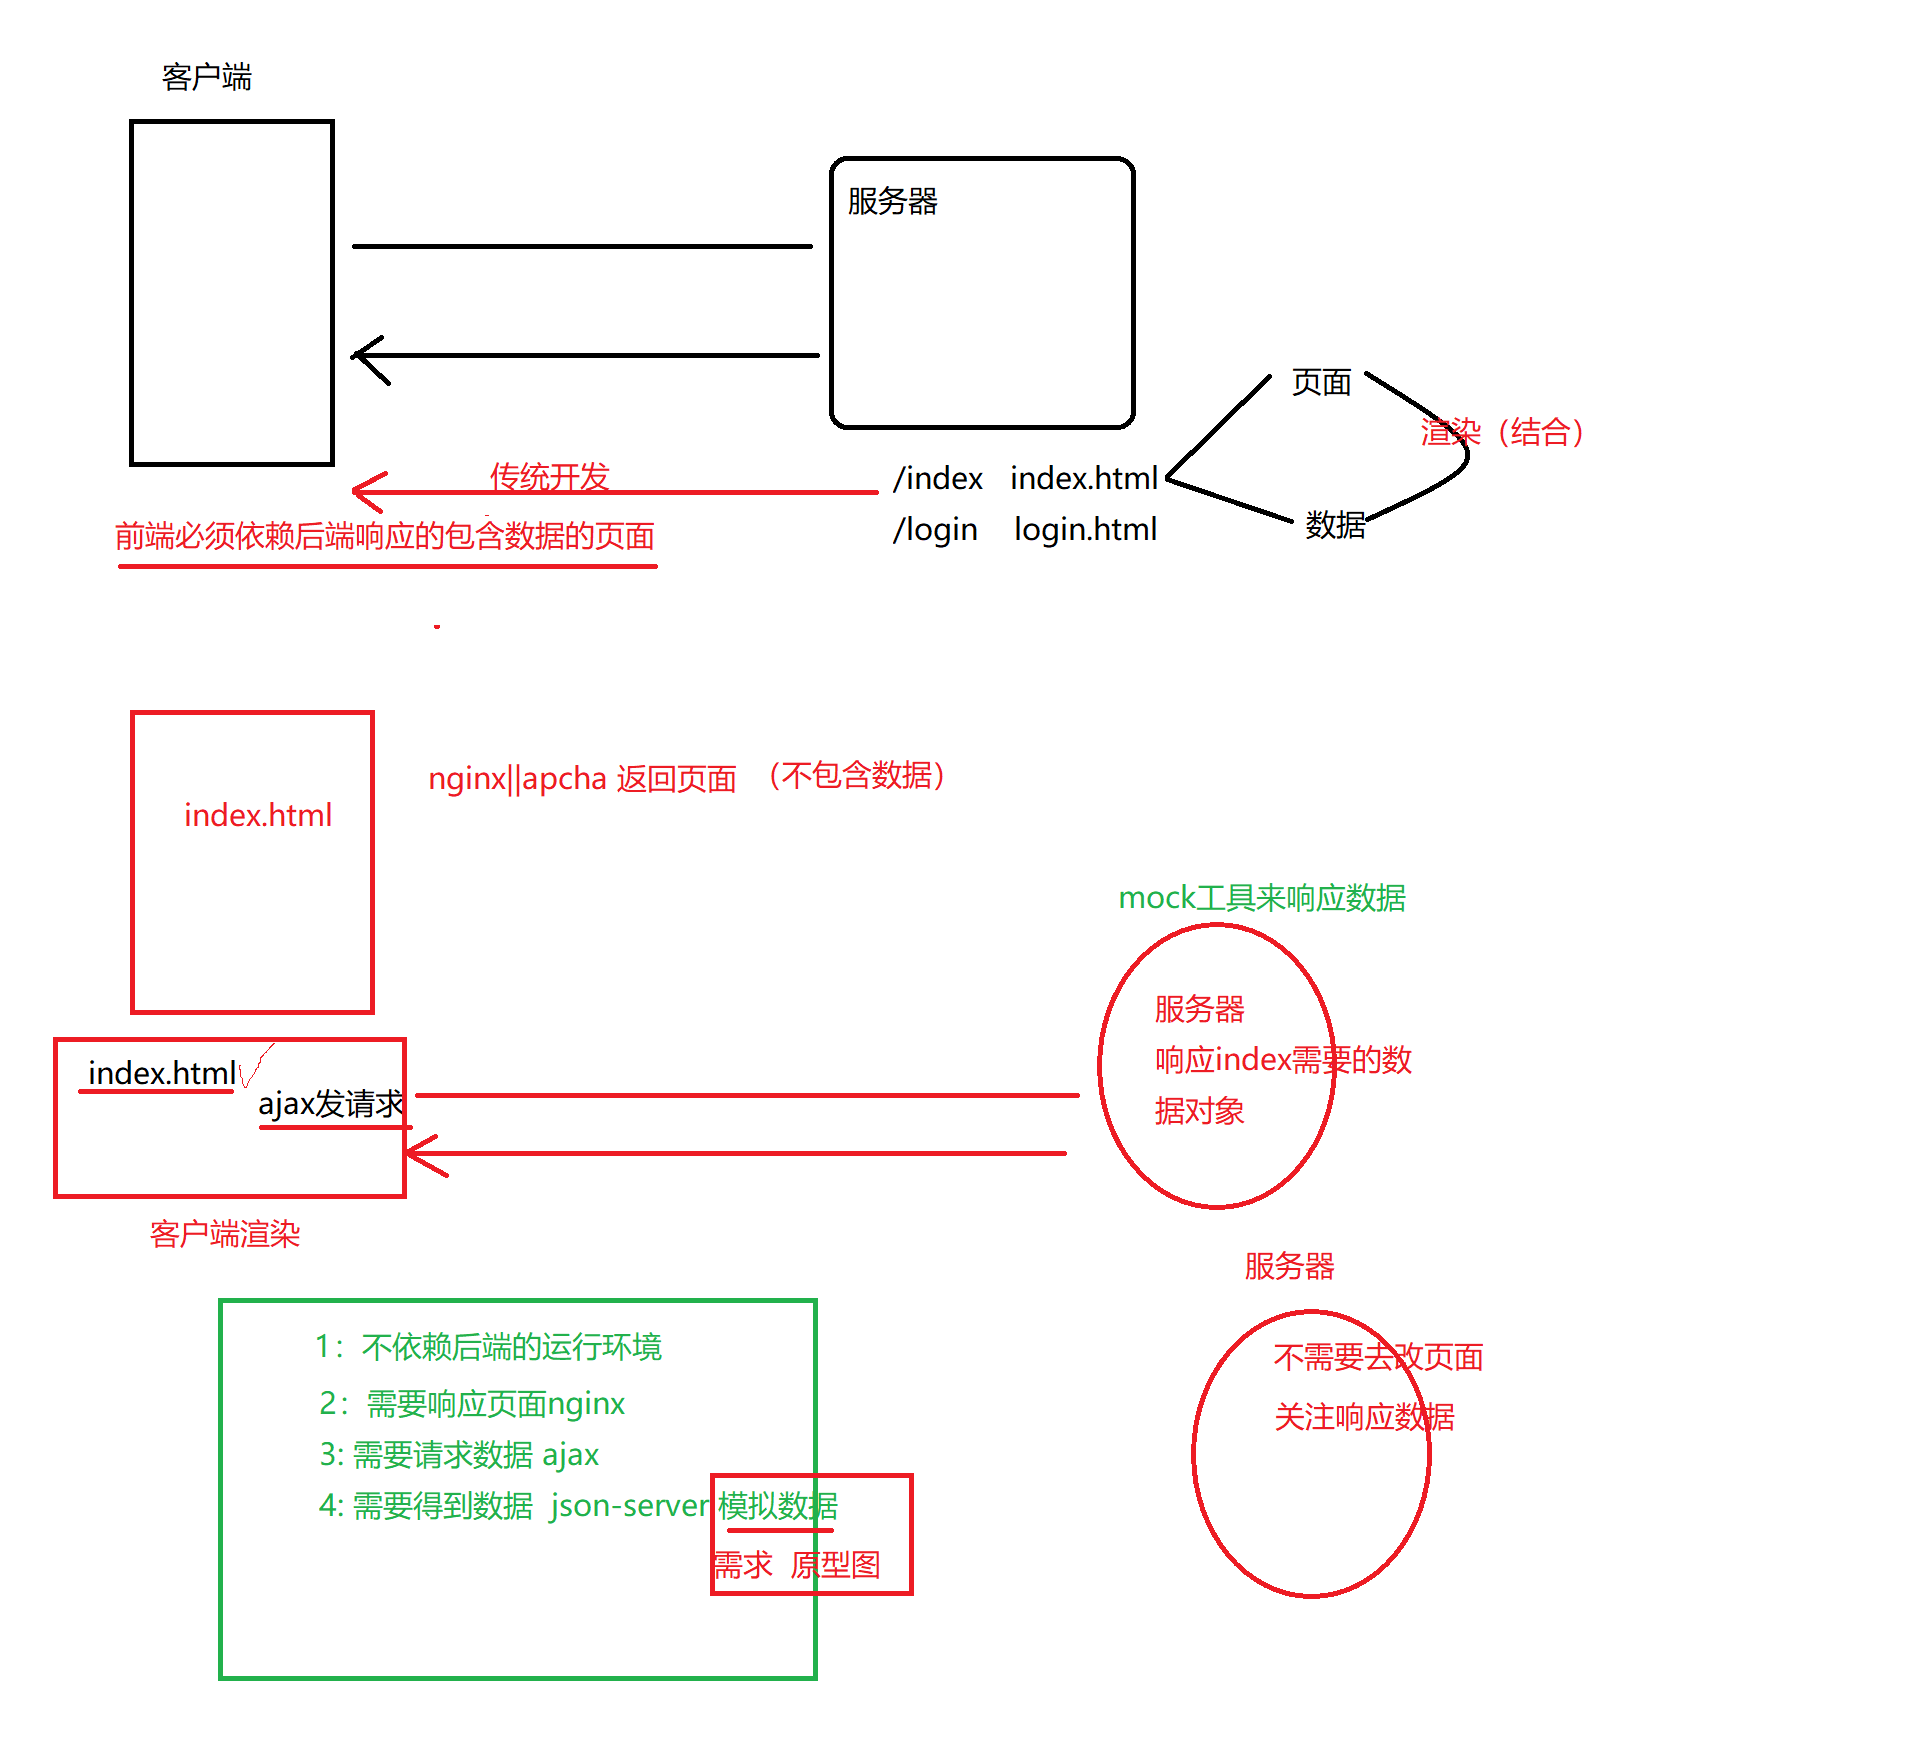 客户端
服务器
页面
渲染（结合）
传统开发
/index index.html
数据
/login login.html
前端必须依赖后端响应的包含数据的页面
nginx||apcha 返回页面 （不包含数据）
index.html
mock工具来响应数据
服务器
响应index需要的数
据对象
index.html
ajax发请求
客户端渲染
服务器
不需要去改页面
关注响应数据
1：不依赖后端的运行环境
2：需要响应页面nginx
3: 需要请求数据 ajax
4: 需要得到数据 json-server 模拟数据
需求 原型图